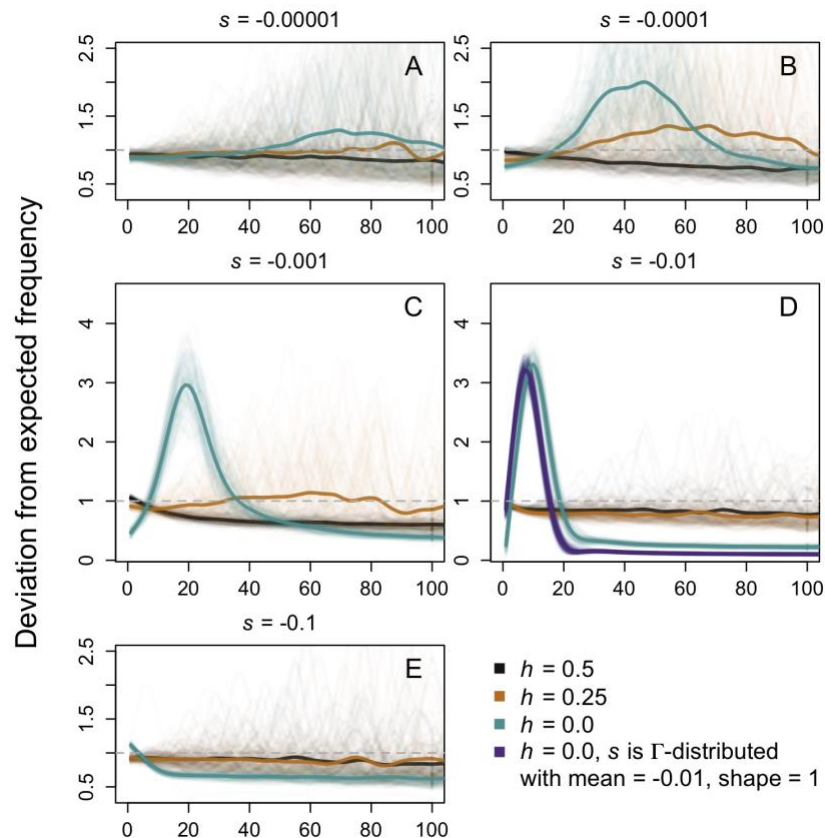 s = -0.00001
s = -0.0001
2.5
1.5
0.5
A
0 20 40 60 80 100
2.5
1.5
0.5
B
0 20 40 60 80 100
s = -0.001
s = -0.01
4
3
2
1
0
C
0 20 40 60 80 100
4
3
2
1
0
D
0 20 40 60 80 100
s = -0.1
2.5
1.5
0.5
E
0 20 40 60 80 100
Deviation from expected frequency
h = 0.5
h = 0.25
h = 0.0
h = 0.0, s is Γ-distributed
with mean = -0.01, shape = 1